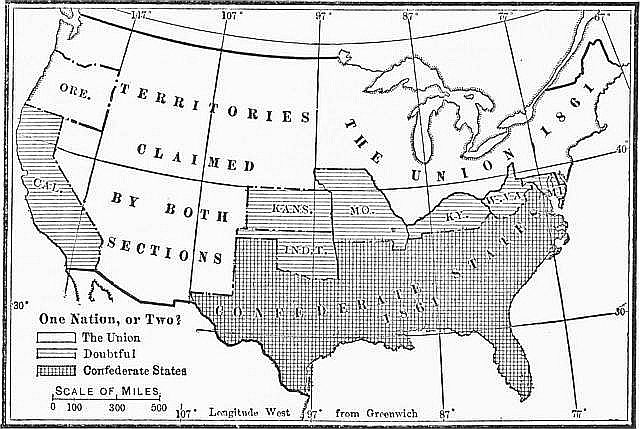 147° 107° 97° 87° 77° 67°
ORE.
TERRITORIES
CLAIMED
BY BOTH
SECTIONS
THE UNION 1861
40°
CAL.
KANS.
MO.
KY.
W.VA.
IND.T.
CONFEDERATE STATES
1861
30°
30°
One Nation, or Two?
The Union
Doubtful
Confederate States
SCALE OF MILES
0 100 300 500
107° Longitude West 97° from Greenwich 87° 77°